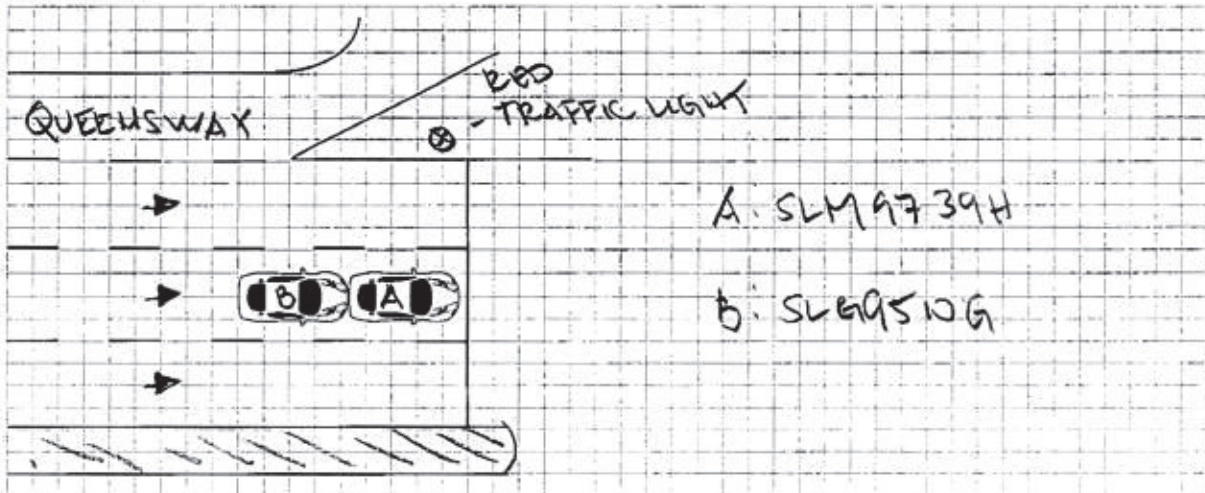 QUEENSWAY
RED
- TRAFFIC LIGHT
A. SLM9739H
B
A
B. SLG9510G